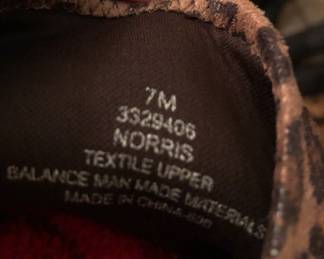 7M
3329406
NORRIS
TEXTILE UPPER
BALANCE MAN MADE MATERIALS
MADE IN CHINA-